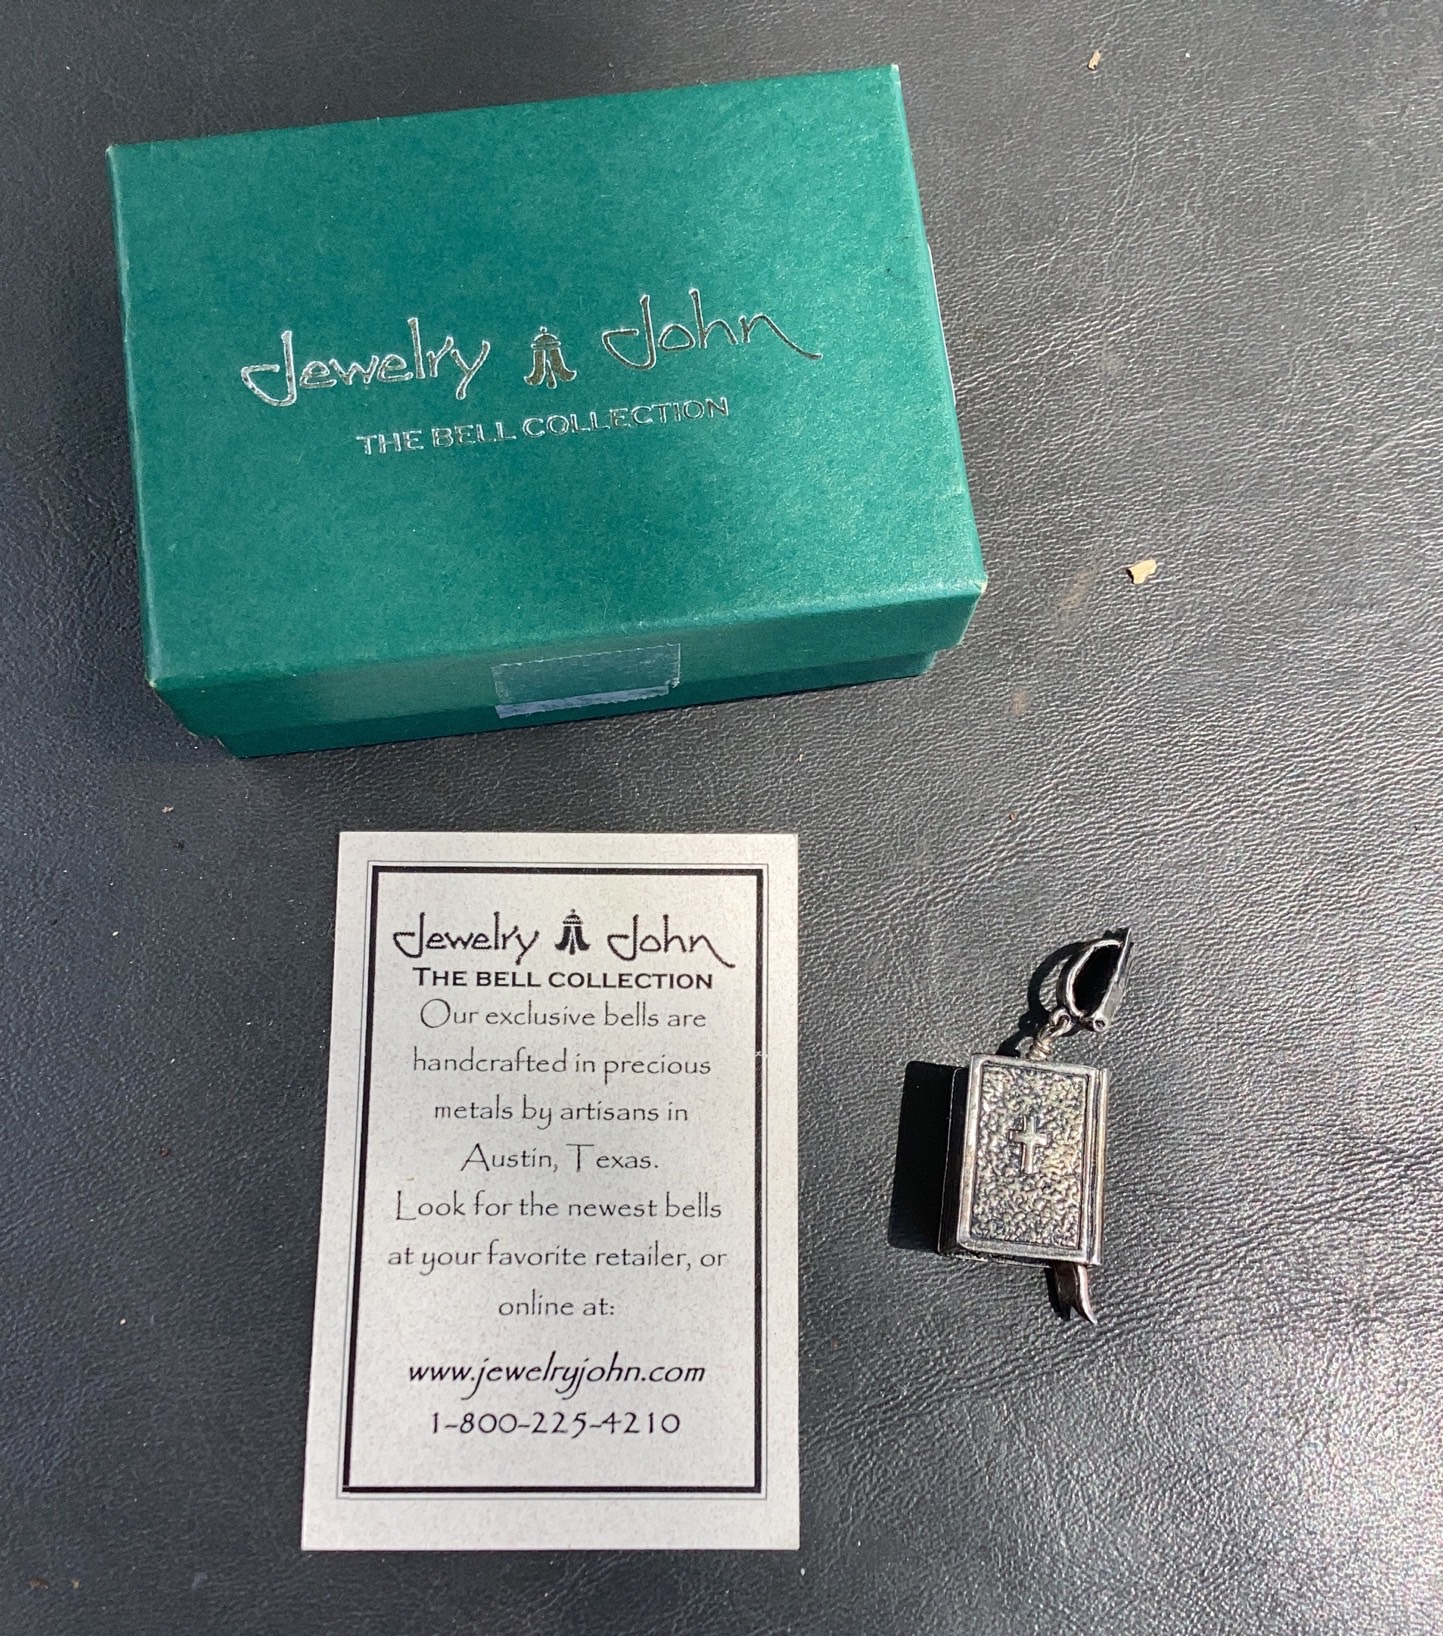 Jewelry John
THE BELL COLLECTION
Jewelry John
THE BELL COLLECTION
Our exclusive bells are
handcrafted in precious
metals by artisans in
Austin, Texas.
Look for the newest bells
at your favorite retailer, or
online at:
www.jewelryjohn.com
1-800-225-4210